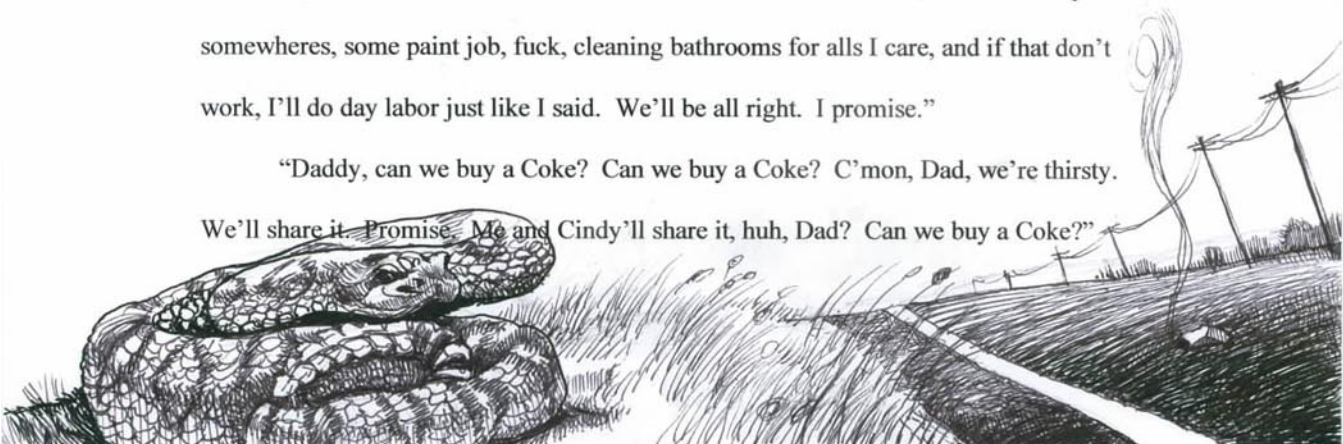 somewheres, some paint job, fuck, cleaning bathrooms for alls I care, and if that don’t
work, I’ll do day labor just like I said.  We’ll be all right.  I promise.”
“Daddy, can we buy a Coke?  Can we buy a Coke?  C’mon, Dad, we’re thirsty.
We’ll share it.  Promise.  Me and Cindy’ll share it, huh, Dad?  Can we buy a Coke?”